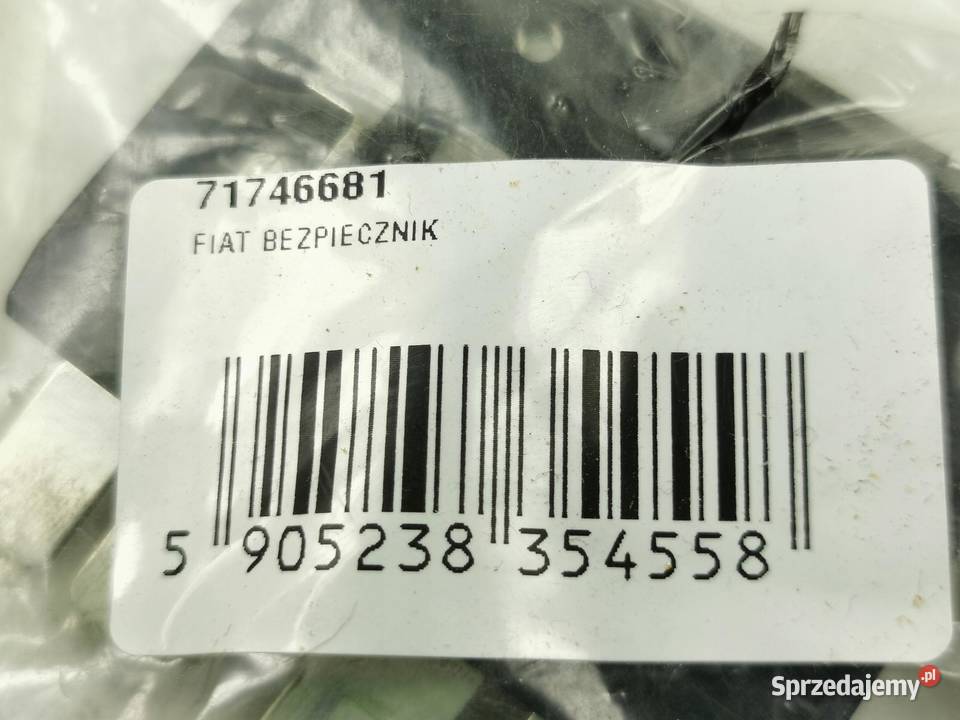 71746681
FIAT BEZPIECZNIK
5 905238 354558
Sprzedajemy.pl